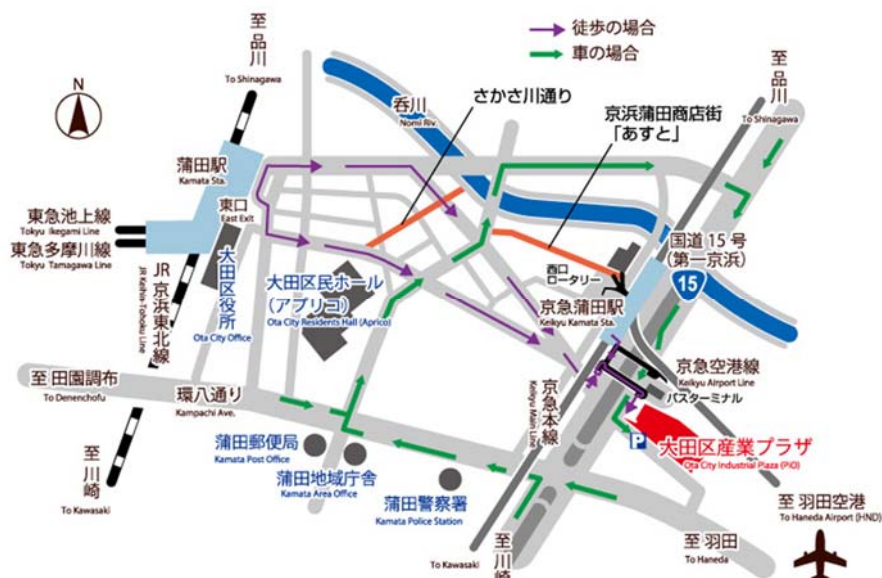 徒歩の場合
車の場合
至 品川
To Shinagawa
N
さかさ川通り
呑川
Nomi Riv.
京浜蒲田商店街
「あすと」
至 品川
To Shinagawa
蒲田駅
Kamata Sta.
東口
East Exit
東急池上線
Tokyu Ikegami Line
東急多摩川線
Tokyu Tamagawa Line
JR 京浜東北線
JR Keihin-Tohoku Line
大田区役所
Ota City Office
大田区民ホール
（アプリコ）
Ota City Residents Hall (Aprico)
西口
ロータリー
国道 15 号
（第一京浜）
15
京急蒲田駅
Keikyu Kamata Sta.
京急空港線
Keikyu Airport Line
バスターミナル
至 田園調布
To Denenchofu
環八通り
Kampachi Ave.
京急本線
Keikyu Main Line
P
大田区産業プラザ
Ota City Industrial Plaza (PiO)
蒲田郵便局
Kamata Post Office
蒲田地域庁舎
Kamata Area Office
蒲田警察署
Kamata Police Station
至 川崎
To Kawasaki
至 川崎
To Kawasaki
至 羽田
To Haneda
至 羽田空港
To Haneda Airport (HND)